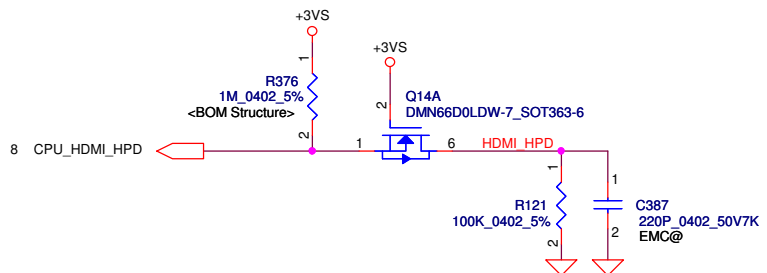 +3VS
+3VS
1
R376
1M_0402_5%
<BOM Structure>
2
Q14A
DMN66D0LDW-7_SOT363-6
2
8 CPU_HDMI_HPD
1
6
HDMI_HPD
1
R121
100K_0402_5%
2
1
C387
220P_0402_50V7K
2
EMC@